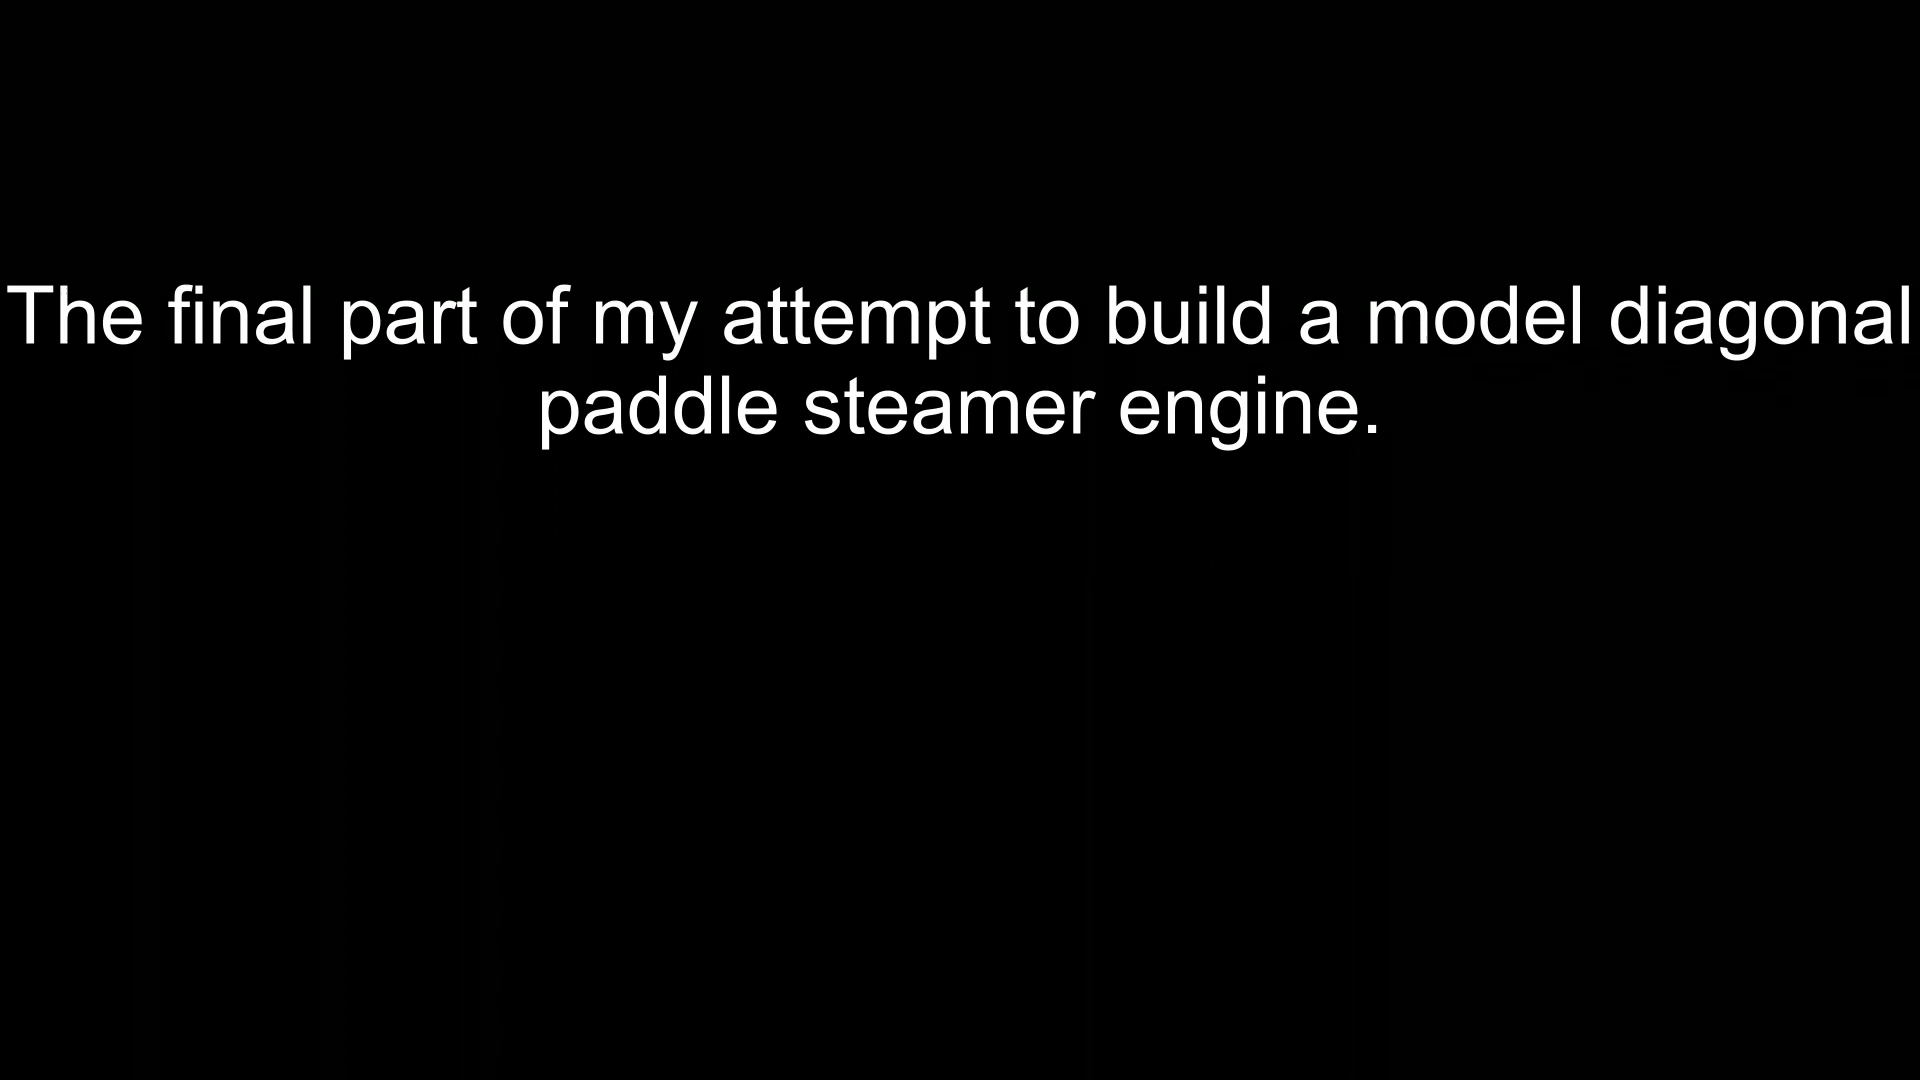 The final part of my attempt to build a model diagonal
paddle steamer engine.